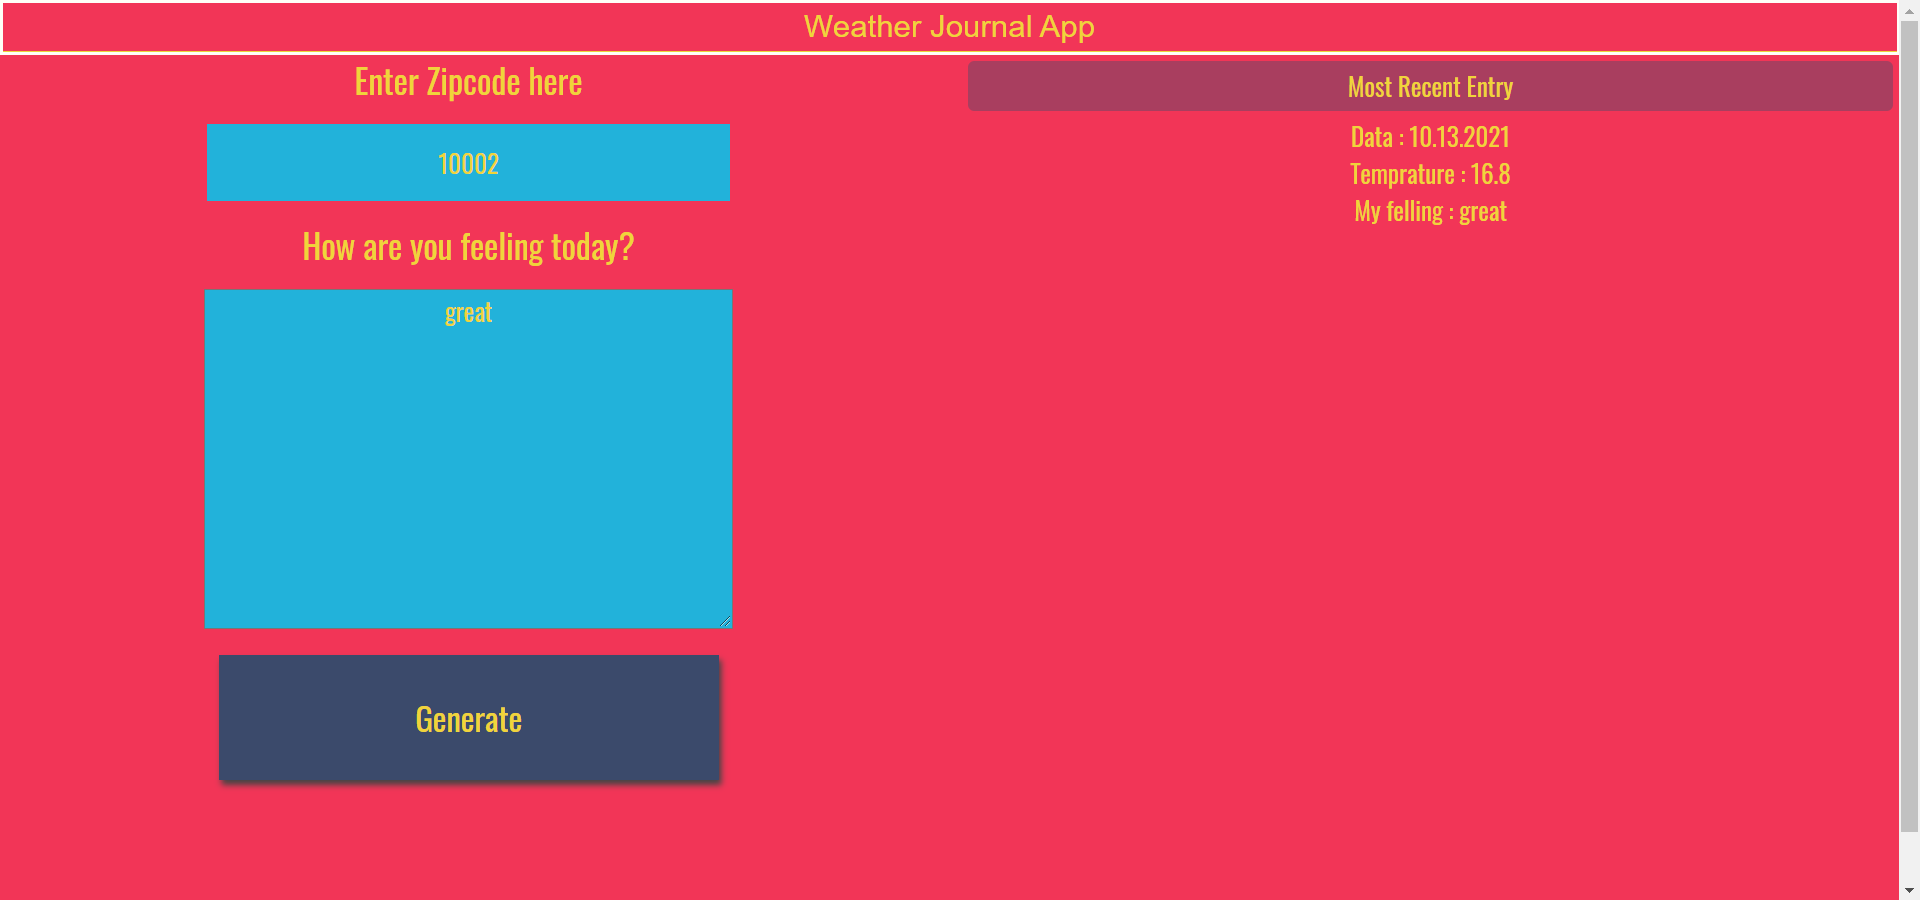 Weather Journal App
Enter Zipcode here
10002
How are you feeling today?
great
Generate
Most Recent Entry
Data : 10.13.2021
Temprature : 16.8
My felling : great